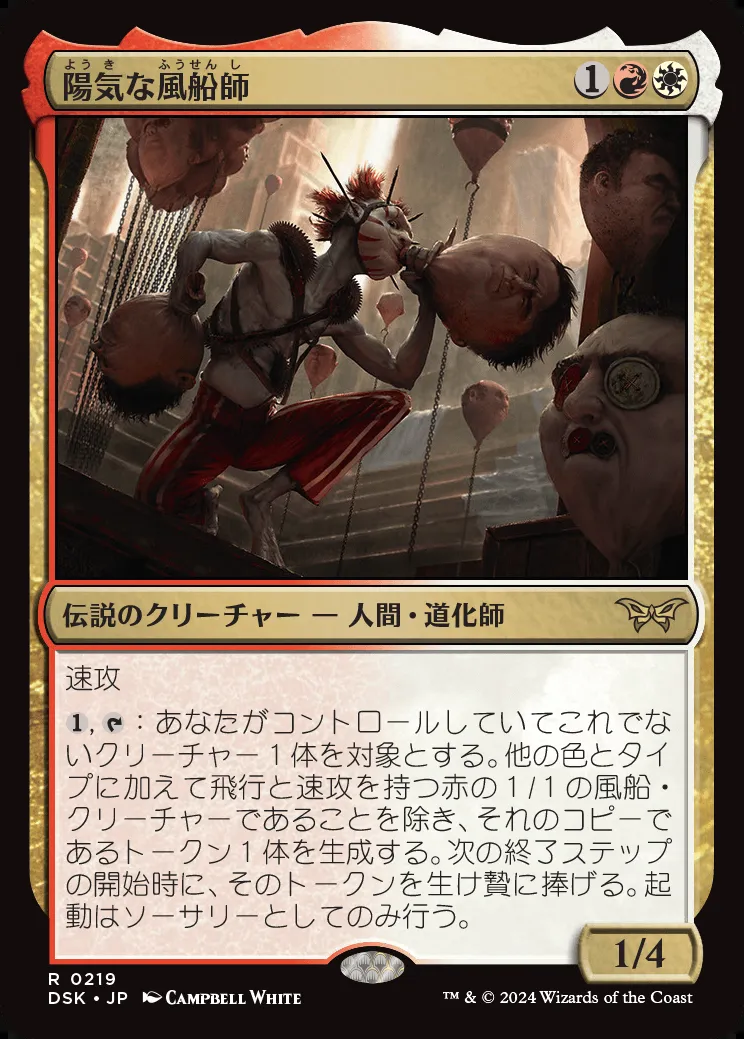 ようき ふうせんし
陽気な風船師 1
伝説のクリーチャー — 人間・道化師
速攻
1, : あなたがコントロールしていてこれでな
いクリーチャー1体を対象とする。他の色とタイ
プに加えて飛行と速攻を持つ赤の1/1の風船・
クリーチャーであることを除き、それのコピーで
あるトークン1体を生成する。次の終了ステップ
の開始時に、そのトークンを生け贄に捧げる。起
動はソーサリーとしてのみ行う。
1/4
R 0219
DSK • JP CAMPBELL WHITE
™ & © 2024 Wizards of the Coast